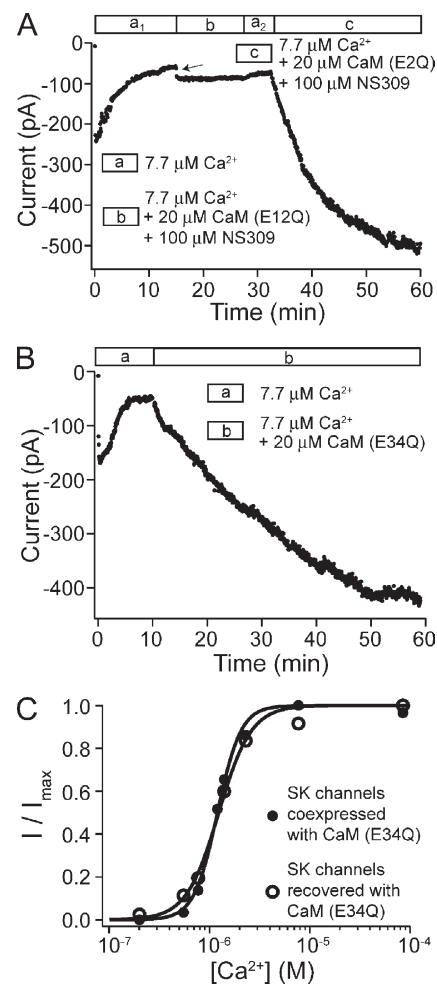 A
a₁ b a₂ c
0
-100
-200
-300
-400
-500
Current (pA)
c 7.7 μM Ca²⁺
+ 20 μM CaM (E2Q)
+ 100 μM NS309
a 7.7 μM Ca²⁺
b 7.7 μM Ca²⁺
+ 20 μM CaM (E12Q)
+ 100 μM NS309
0 10 20 30 40 50 60
Time (min)
B
a b
0
-100
-200
-300
-400
Current (pA)
a 7.7 μM Ca²⁺
b 7.7 μM Ca²⁺
+ 20 μM CaM (E34Q)
0 10 20 30 40 50 60
Time (min)
C
1.0
0.8
0.6
0.4
0.2
0.0
I / Imax
SK channels
coexpressed
with CaM (E34Q)
SK channels
recovered with
CaM (E34Q)
10⁻⁷ 10⁻⁶ 10⁻⁵ 10⁻⁴
[Ca²⁺] (M)